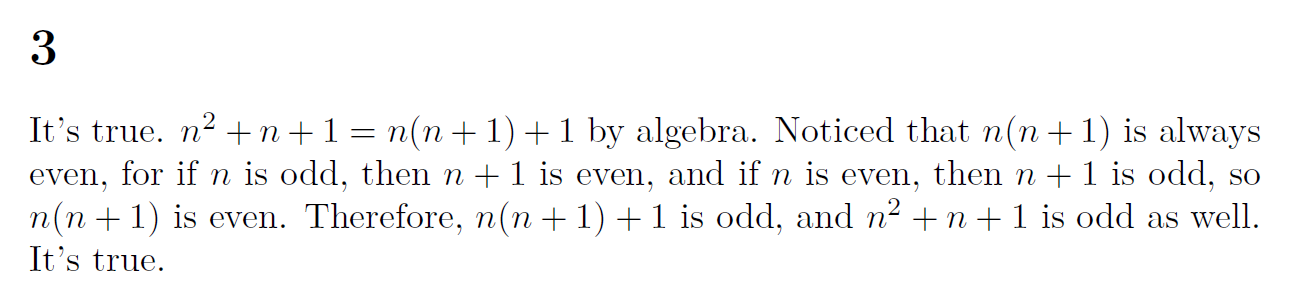 3
It's true. n² + n + 1 = n(n + 1) + 1 by algebra. Noticed that n(n + 1) is always
even, for if n is odd, then n + 1 is even, and if n is even, then n + 1 is odd, so
n(n + 1) is even. Therefore, n(n + 1) + 1 is odd, and n² + n + 1 is odd as well.
It's true.